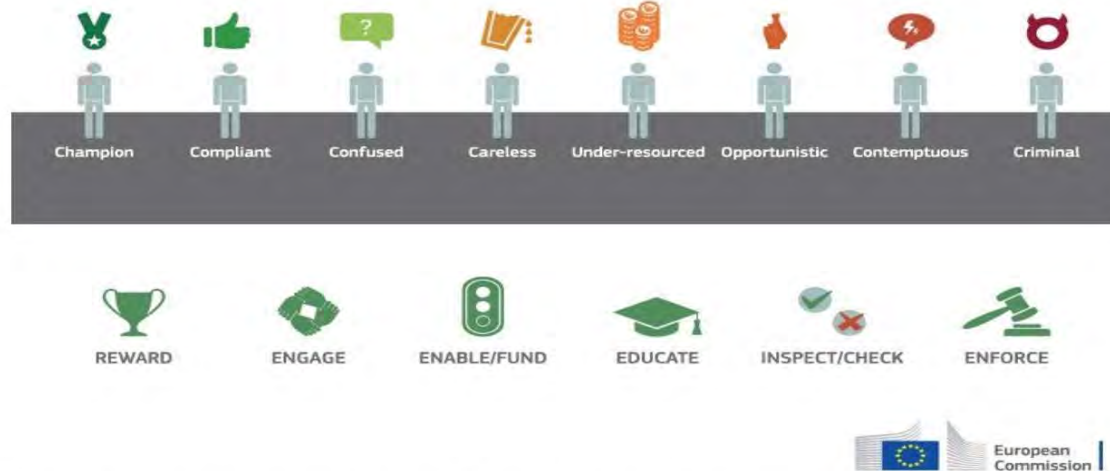 ?
Champion Compliant Confused Careless Under-resourced Opportunistic Contemptuous Criminal
REWARD ENGAGE ENABLE/FUND EDUCATE INSPECT/CHECK ENFORCE
European
Commission